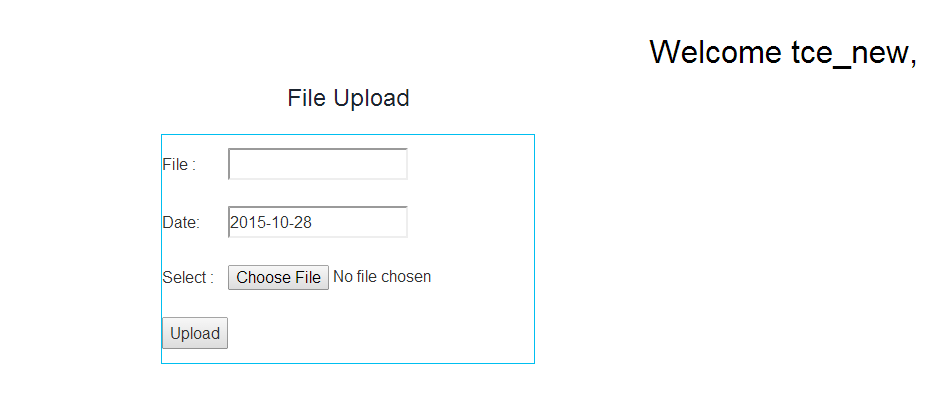 Welcome tce_new,
File Upload
File :
Date: 2015-10-28
Select : Choose File No file chosen
Upload